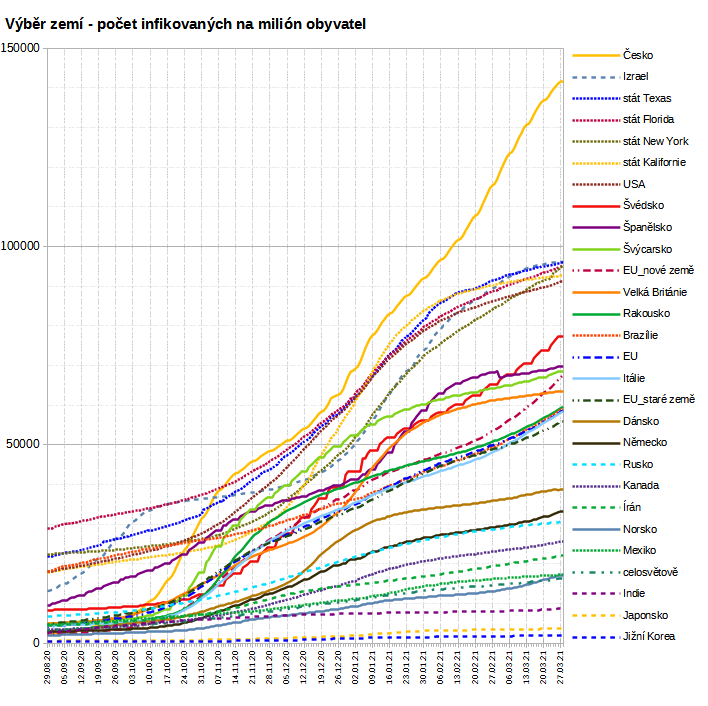 Výběr zemí - počet infikovaných na milión obyvatel
150000
100000
50000
0
Česko
Izrael
stát Texas
stát Florida
stát New York
stát Kalifornie
USA
Švédsko
Španělsko
Švýcarsko
EU_nové země
Velká Británie
Rakousko
Brazílie
EU
Itálie
EU_staré země
Dánsko
Německo
Rusko
Kanada
Írán
Norsko
Mexiko
celosvětově
Indie
Japonsko
Jižní Korea
29.08.20
05.09.20
12.09.20
19.09.20
26.09.20
03.10.20
10.10.20
17.10.20
24.10.20
31.10.20
07.11.20
14.11.20
21.11.20
28.11.20
05.12.20
12.12.20
19.12.20
26.12.20
02.01.21
09.01.21
16.01.21
23.01.21
30.01.21
06.02.21
13.02.21
20.02.21
27.02.21
06.03.21
13.03.21
20.03.21
27.03.21